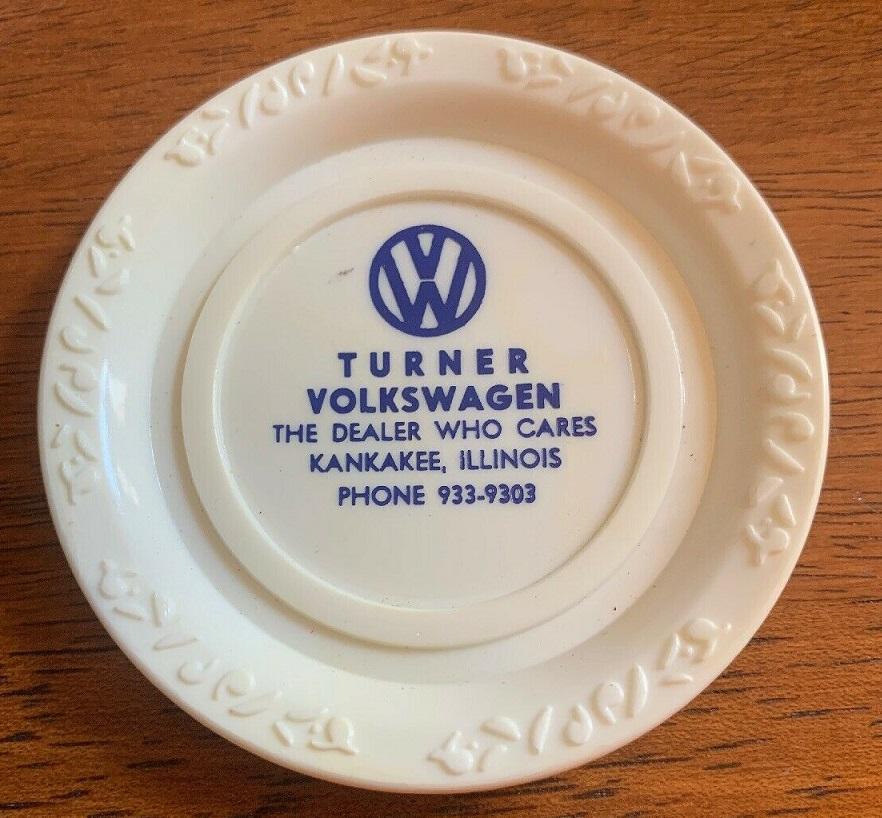 TURNER
VOLKSWAGEN
THE DEALER WHO CARES
KANKAKEE, ILLINOIS
PHONE 933-9303